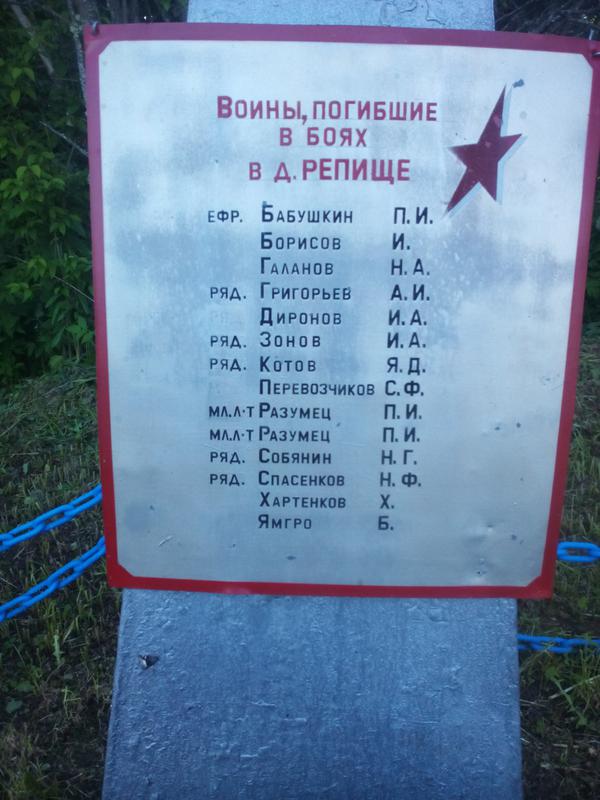 Воины, погибшие
в боях
в д. Репище
ефр. Бабушкин П.И.
Борисов И.
Галанов Н.А.
ряд. Григорьев А.И.
Диронов И.А.
ряд. Зонов И.А.
ряд. Котов Я.Д.
Перевозчиков С.Ф.
мл.л-т Разумец П.И.
мл.л-т Разумец П.И.
ряд. Собянин Н.Г.
ряд. Спасенков Н.Ф.
Хартенков Х.
Ямгро Б.